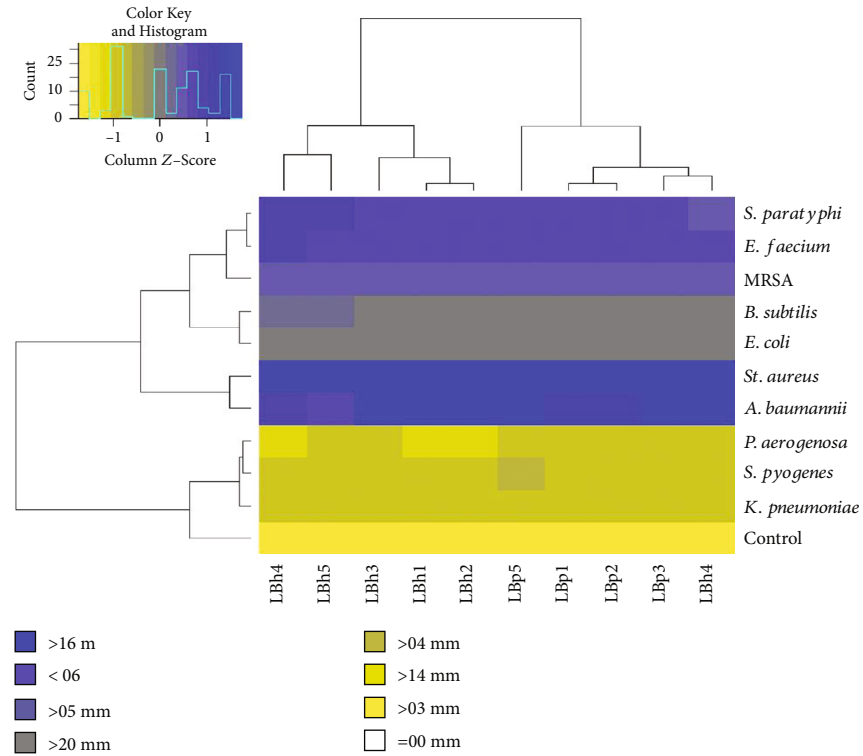 Color Key
and Histogram
Count
25
10
0
–1 0 1
Column Z–Score
S. paratyphi
E. faecium
MRSA
B. subtilis
E. coli
St. aureus
A. baumannii
P. aerogenosa
S. pyogenes
K. pneumoniae
Control
LBh4 LBh5 LBh3 LBh1 LBh2 LBp5 LBp1 LBp2 LBp3 LBh4
>16 m
< 06
>05 mm
>20 mm
>04 mm
>14 mm
>03 mm
=00 mm